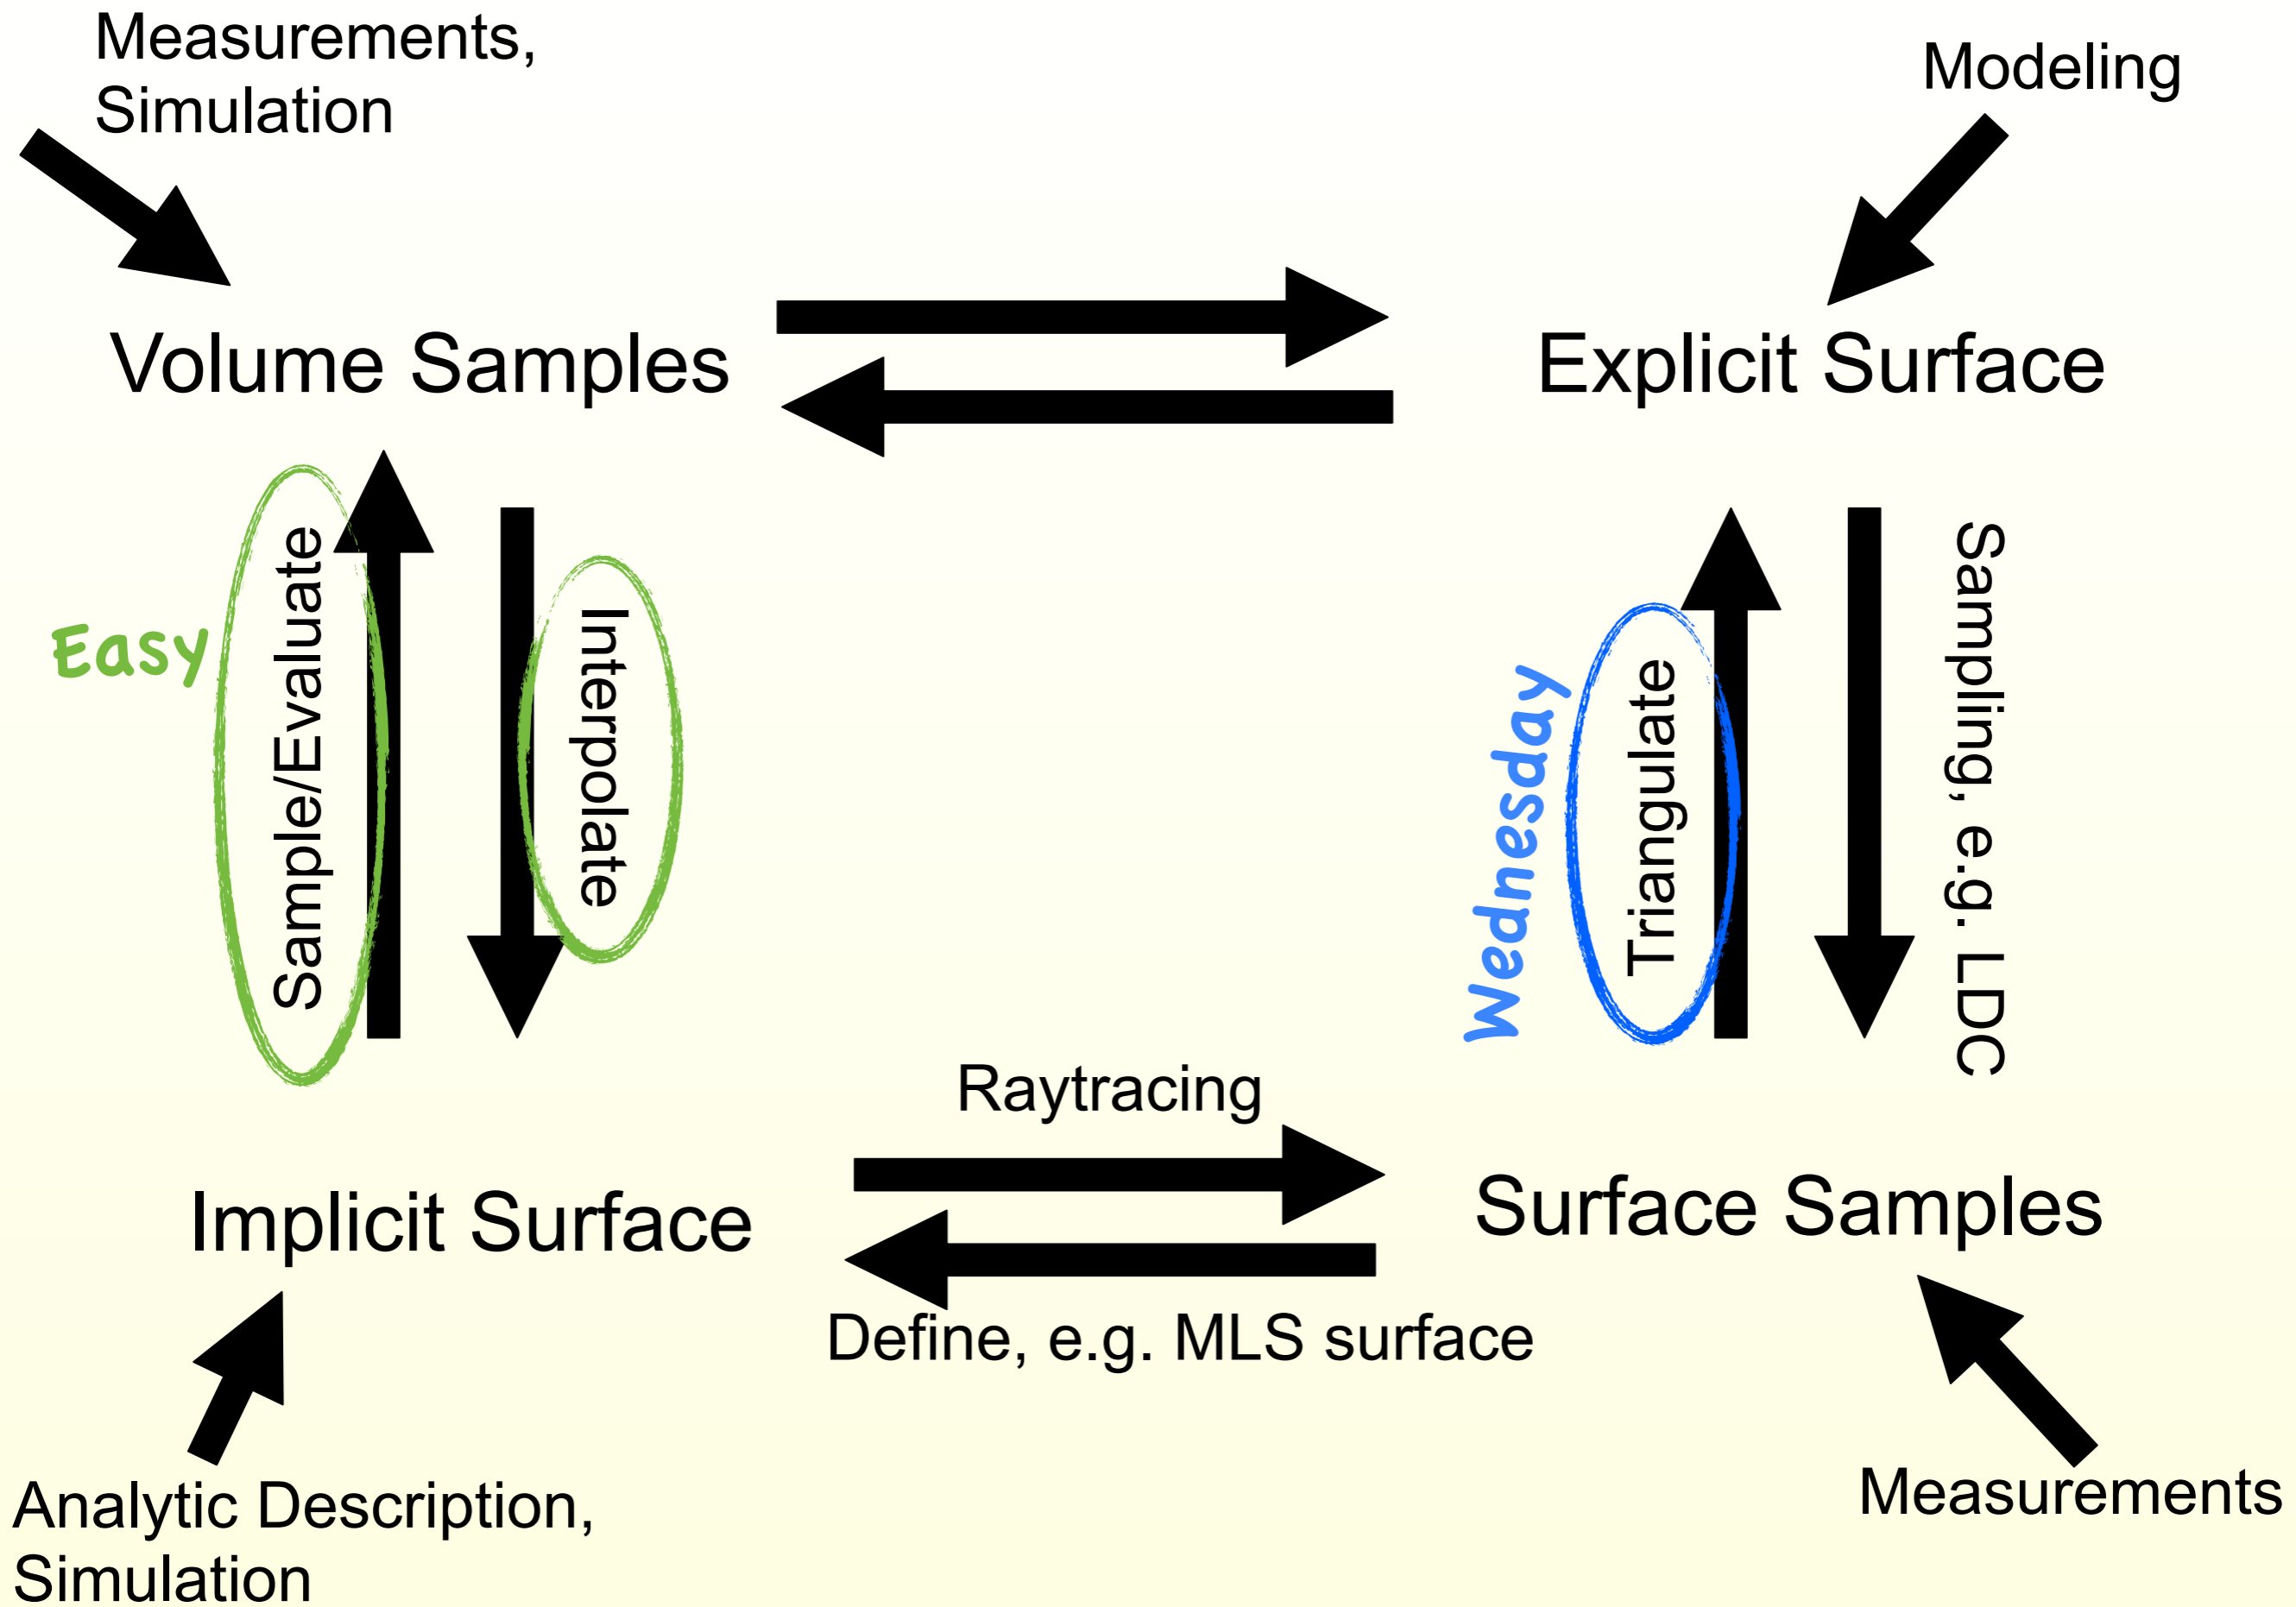 Measurements,
Simulation
Modeling
Volume Samples
Explicit Surface
Easy
Sample/Evaluate
Interpolate
Wednesday
Triangulate
Sampling, e.g. LDC
Raytracing
Implicit Surface
Surface Samples
Define, e.g. MLS surface
Analytic Description,
Simulation
Measurements